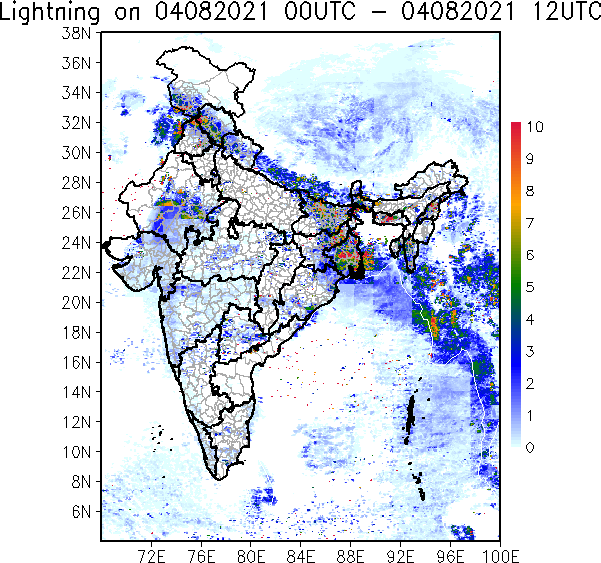 Lightning on 04082021 00UTC – 04082021 12UTC
38N
36N
34N
32N
30N
28N
26N
24N
22N
20N
18N
16N
14N
12N
10N
8N
6N
72E 76E 80E 84E 88E 92E 96E 100E
10
9
8
7
6
5
4
3
2
1
0